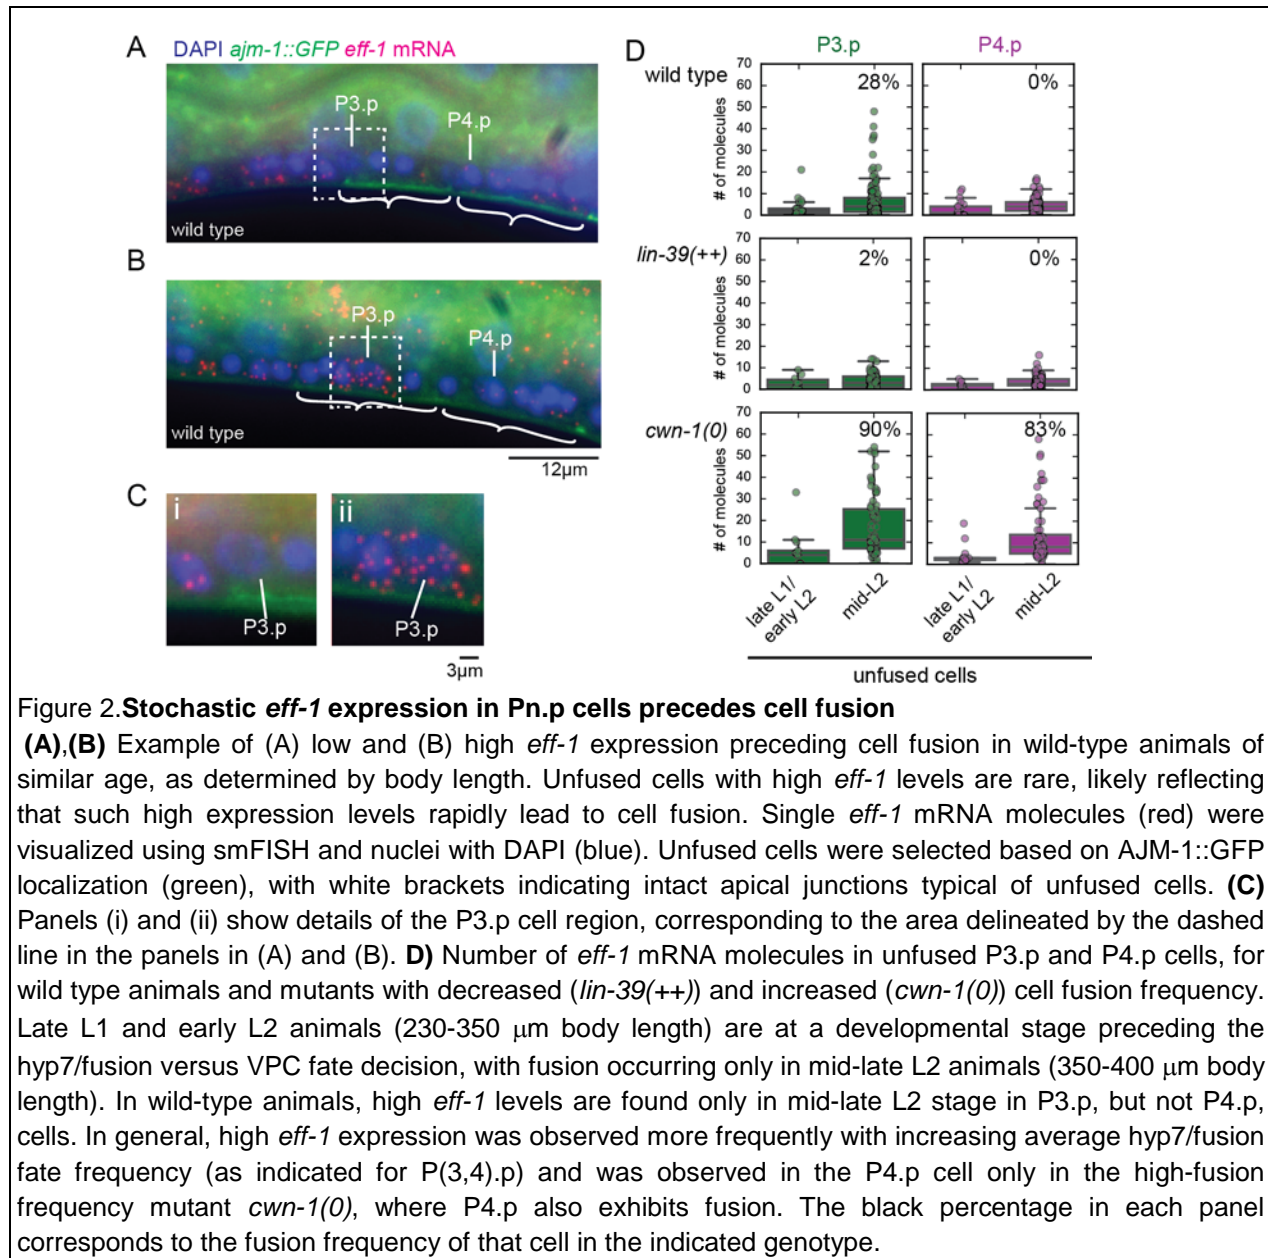 A
DAPI ajm-1::GFP eff-1 mRNA
P3.p
P4.p
wild type
B
P3.p
P4.p
wild type
12µm
C
i
ii
P3.p
P3.p
3µm
D
P3.p
P4.p
wild type
# of molecules
70
60
50
40
30
20
10
0
28%
0%
lin-39(++)
# of molecules
70
60
50
40
30
20
10
0
2%
0%
cwn-1(0)
# of molecules
70
60
50
40
30
20
10
0
90%
83%
late L1/
early L2
mid-L2
late L1/
early L2
mid-L2
unfused cells
Figure 2.Stochastic eff-1 expression in Pn.p cells precedes cell fusion
(A),(B) Example of (A) low and (B) high eff-1 expression preceding cell fusion in wild-type animals of
similar age, as determined by body length. Unfused cells with high eff-1 levels are rare, likely reflecting
that such high expression levels rapidly lead to cell fusion. Single eff-1 mRNA molecules (red) were
visualized using smFISH and nuclei with DAPI (blue). Unfused cells were selected based on AJM-1::GFP
localization (green), with white brackets indicating intact apical junctions typical of unfused cells. (C)
Panels (i) and (ii) show details of the P3.p cell region, corresponding to the area delineated by the dashed
line in the panels in (A) and (B). D) Number of eff-1 mRNA molecules in unfused P3.p and P4.p cells, for
wild type animals and mutants with decreased (lin-39(++)) and increased (cwn-1(0)) cell fusion frequency.
Late L1 and early L2 animals (230-350 µm body length) are at a developmental stage preceding the
hyp7/fusion versus VPC fate decision, with fusion occurring only in mid-late L2 animals (350-400 µm body
length). In wild-type animals, high eff-1 levels are found only in mid-late L2 stage in P3.p, but not P4.p,
cells. In general, high eff-1 expression was observed more frequently with increasing average hyp7/fusion
fate frequency (as indicated for P(3,4).p) and was observed in the P4.p cell only in the high-fusion
frequency mutant cwn-1(0), where P4.p also exhibits fusion. The black percentage in each panel
corresponds to the fusion frequency of that cell in the indicated genotype.